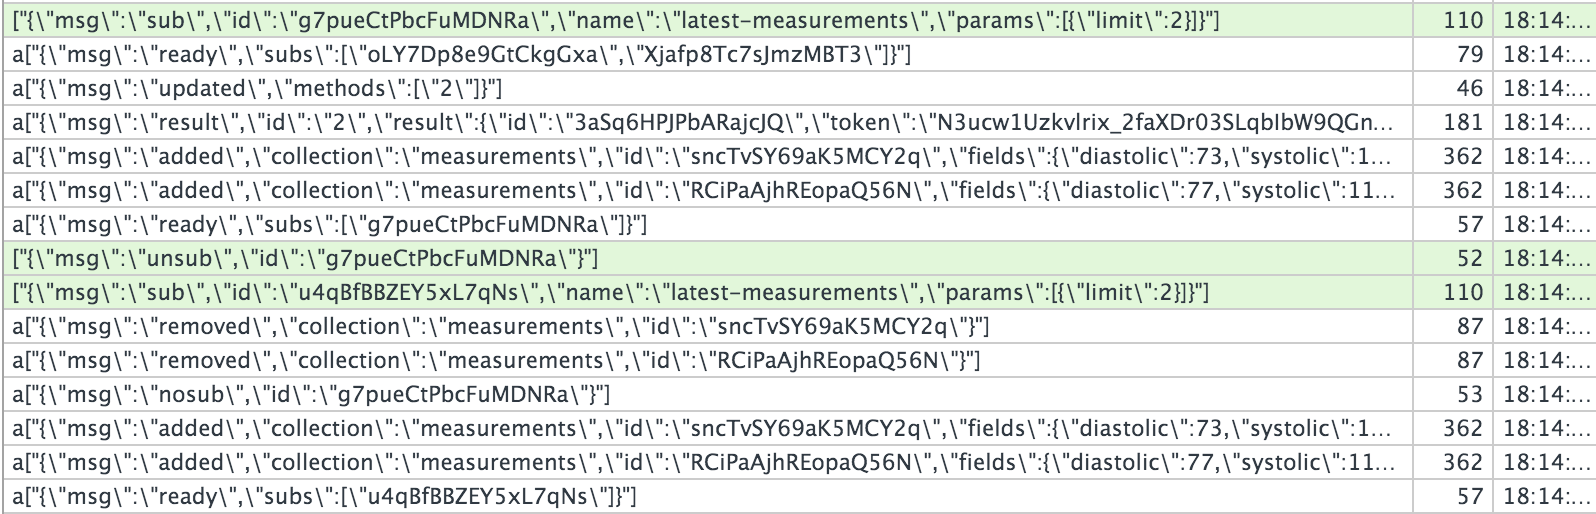 ["{\"msg\":\"sub\",\"id\":\"g7pueCtPbcFuMDNRa\",\"name\":\"latest-measurements\",\"params\":[{\"limit\":2}]}"] 110 18:14:...
a["{\"msg\":\"ready\",\"subs\":[\"oLY7Dp8e9GtCkgGxa\",\"Xjafp8Tc7sJmzMBT3\"]}"] 79 18:14:...
a["{\"msg\":\"updated\",\"methods\":[\"2\"]}"] 46 18:14:...
a["{\"msg\":\"result\",\"id\":\"2\",\"result\":{\"id\":\"3aSq6HPJPbARajcJQ\",\"token\":\"N3ucw1UzkvIrix_2faXDr03SLqbIbW9QGn... 181 18:14:...
a["{\"msg\":\"added\",\"collection\":\"measurements\",\"id\":\"sncTvSY69aK5MCY2q\",\"fields\":{\"diastolic\":73,\"systolic\":1... 362 18:14:...
a["{\"msg\":\"added\",\"collection\":\"measurements\",\"id\":\"RCiPaAjhREopaQ56N\",\"fields\":{\"diastolic\":77,\"systolic\":11... 362 18:14:...
a["{\"msg\":\"ready\",\"subs\":[\"g7pueCtPbcFuMDNRa\"]}"] 57 18:14:...
["{\"msg\":\"unsub\",\"id\":\"g7pueCtPbcFuMDNRa\"}"] 52 18:14:...
["{\"msg\":\"sub\",\"id\":\"u4qBfBBZEY5xL7qNs\",\"name\":\"latest-measurements\",\"params\":[{\"limit\":2}]}"] 110 18:14:...
a["{\"msg\":\"removed\",\"collection\":\"measurements\",\"id\":\"sncTvSY69aK5MCY2q\"}"] 87 18:14:...
a["{\"msg\":\"removed\",\"collection\":\"measurements\",\"id\":\"RCiPaAjhREopaQ56N\"}"] 87 18:14:...
a["{\"msg\":\"nosub\",\"id\":\"g7pueCtPbcFuMDNRa\"}"] 53 18:14:...
a["{\"msg\":\"added\",\"collection\":\"measurements\",\"id\":\"sncTvSY69aK5MCY2q\",\"fields\":{\"diastolic\":73,\"systolic\":1... 362 18:14:...
a["{\"msg\":\"added\",\"collection\":\"measurements\",\"id\":\"RCiPaAjhREopaQ56N\",\"fields\":{\"diastolic\":77,\"systolic\":11... 362 18:14:...
a["{\"msg\":\"ready\",\"subs\":[\"u4qBfBBZEY5xL7qNs\"]}"] 57 18:14:...